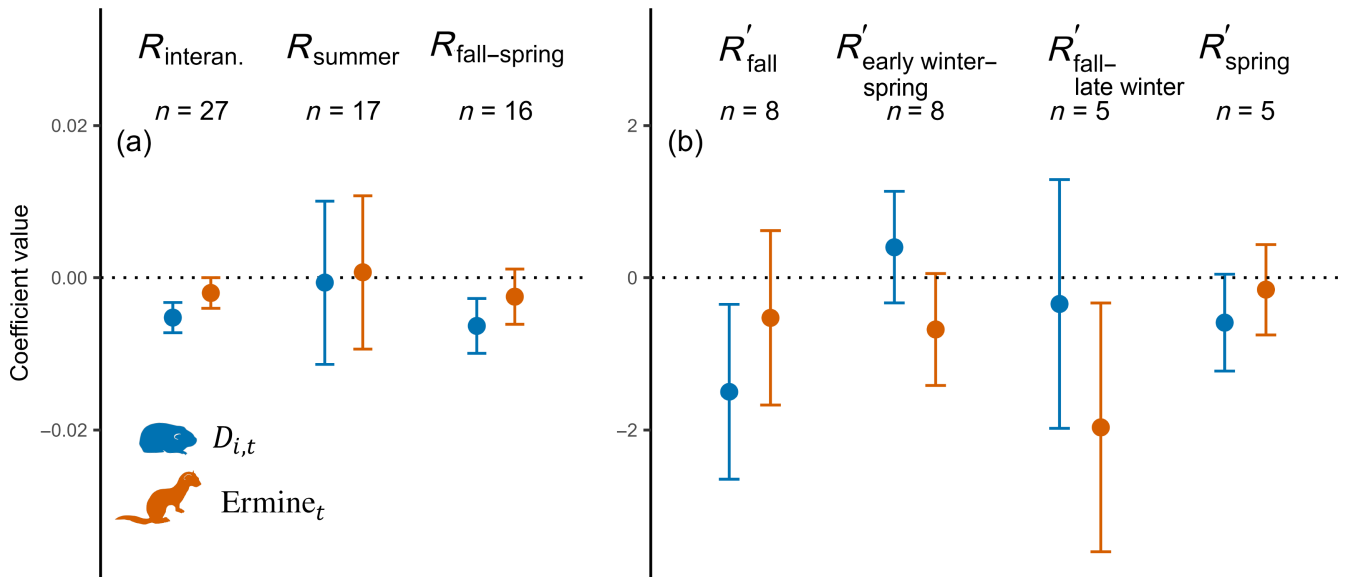 R interan.
n = 27
R summer
n = 17
R fall–spring
n = 16
(a)
0.02
0.00
−0.02
Coefficient value
D i,t
Ermine t
R′ fall
n = 8
R′ early winter–
spring
n = 8
R′ fall–
late winter
n = 5
R′ spring
n = 5
(b)
2
0
−2